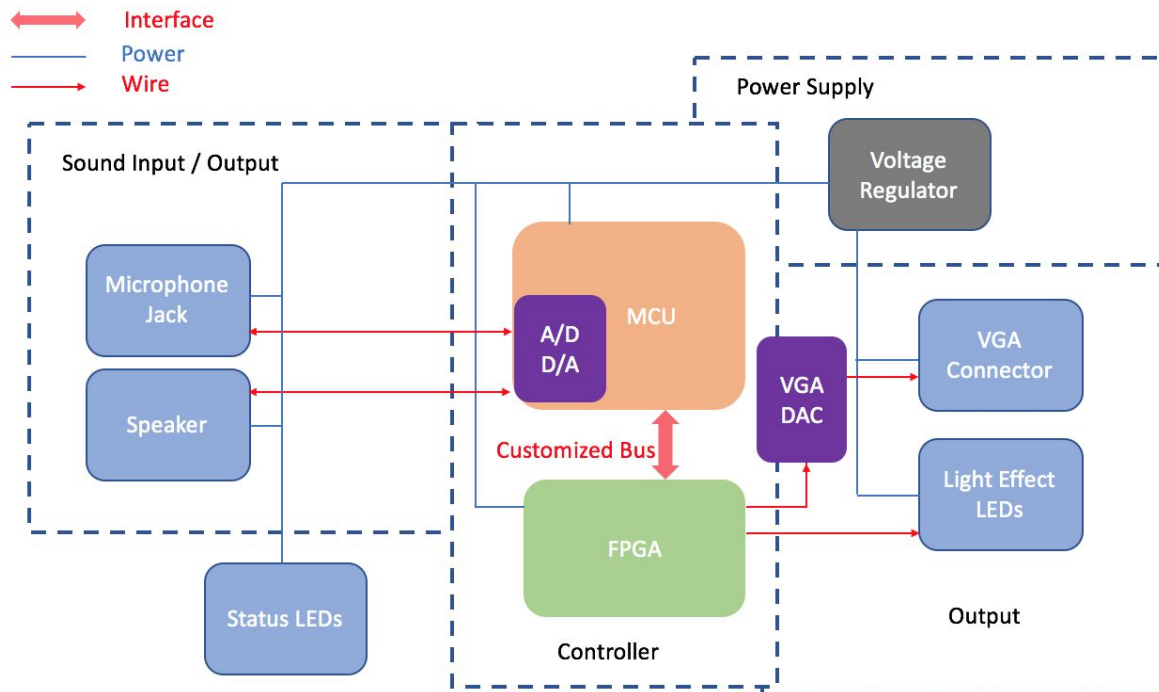 Interface
Power
Wire
Power Supply
Sound Input / Output
Voltage
Regulator
Microphone
Jack
MCU
A/D
D/A
VGA
Connector
VGA
DAC
Speaker
Customized Bus
Light Effect
LEDs
FPGA
Status LEDs
Output
Controller